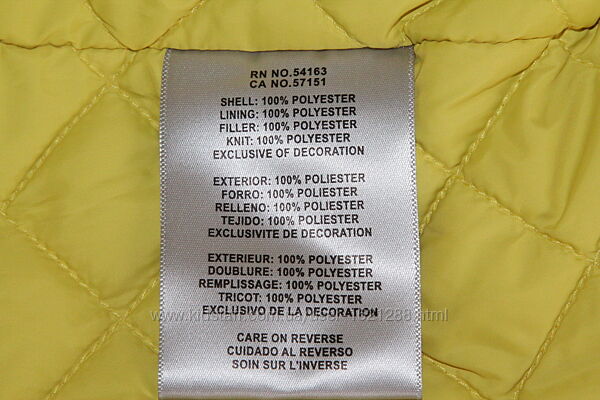 RN NO.54163
CA NO.57151
SHELL: 100% POLYESTER
LINING: 100% POLYESTER
FILLER: 100% POLYESTER
KNIT: 100% POLYESTER
EXCLUSIVE OF DECORATION
EXTERIOR: 100% POLIESTER
FORRO: 100% POLIESTER
RELLENO: 100% POLIESTER
TEJIDO: 100% POLIESTER
EXCLUSIVITE DE DECORATION
EXTERIEUR: 100% POLYESTER
DOUBLURE: 100% POLYESTER
REMPLISSAGE: 100% POLYESTER
TRICOT: 100% POLYESTER
EXCLUSIVO DE LA DECORATION
CARE ON REVERSE
CUIDADO AL REVERSO
SOIN SUR L'INVERSE